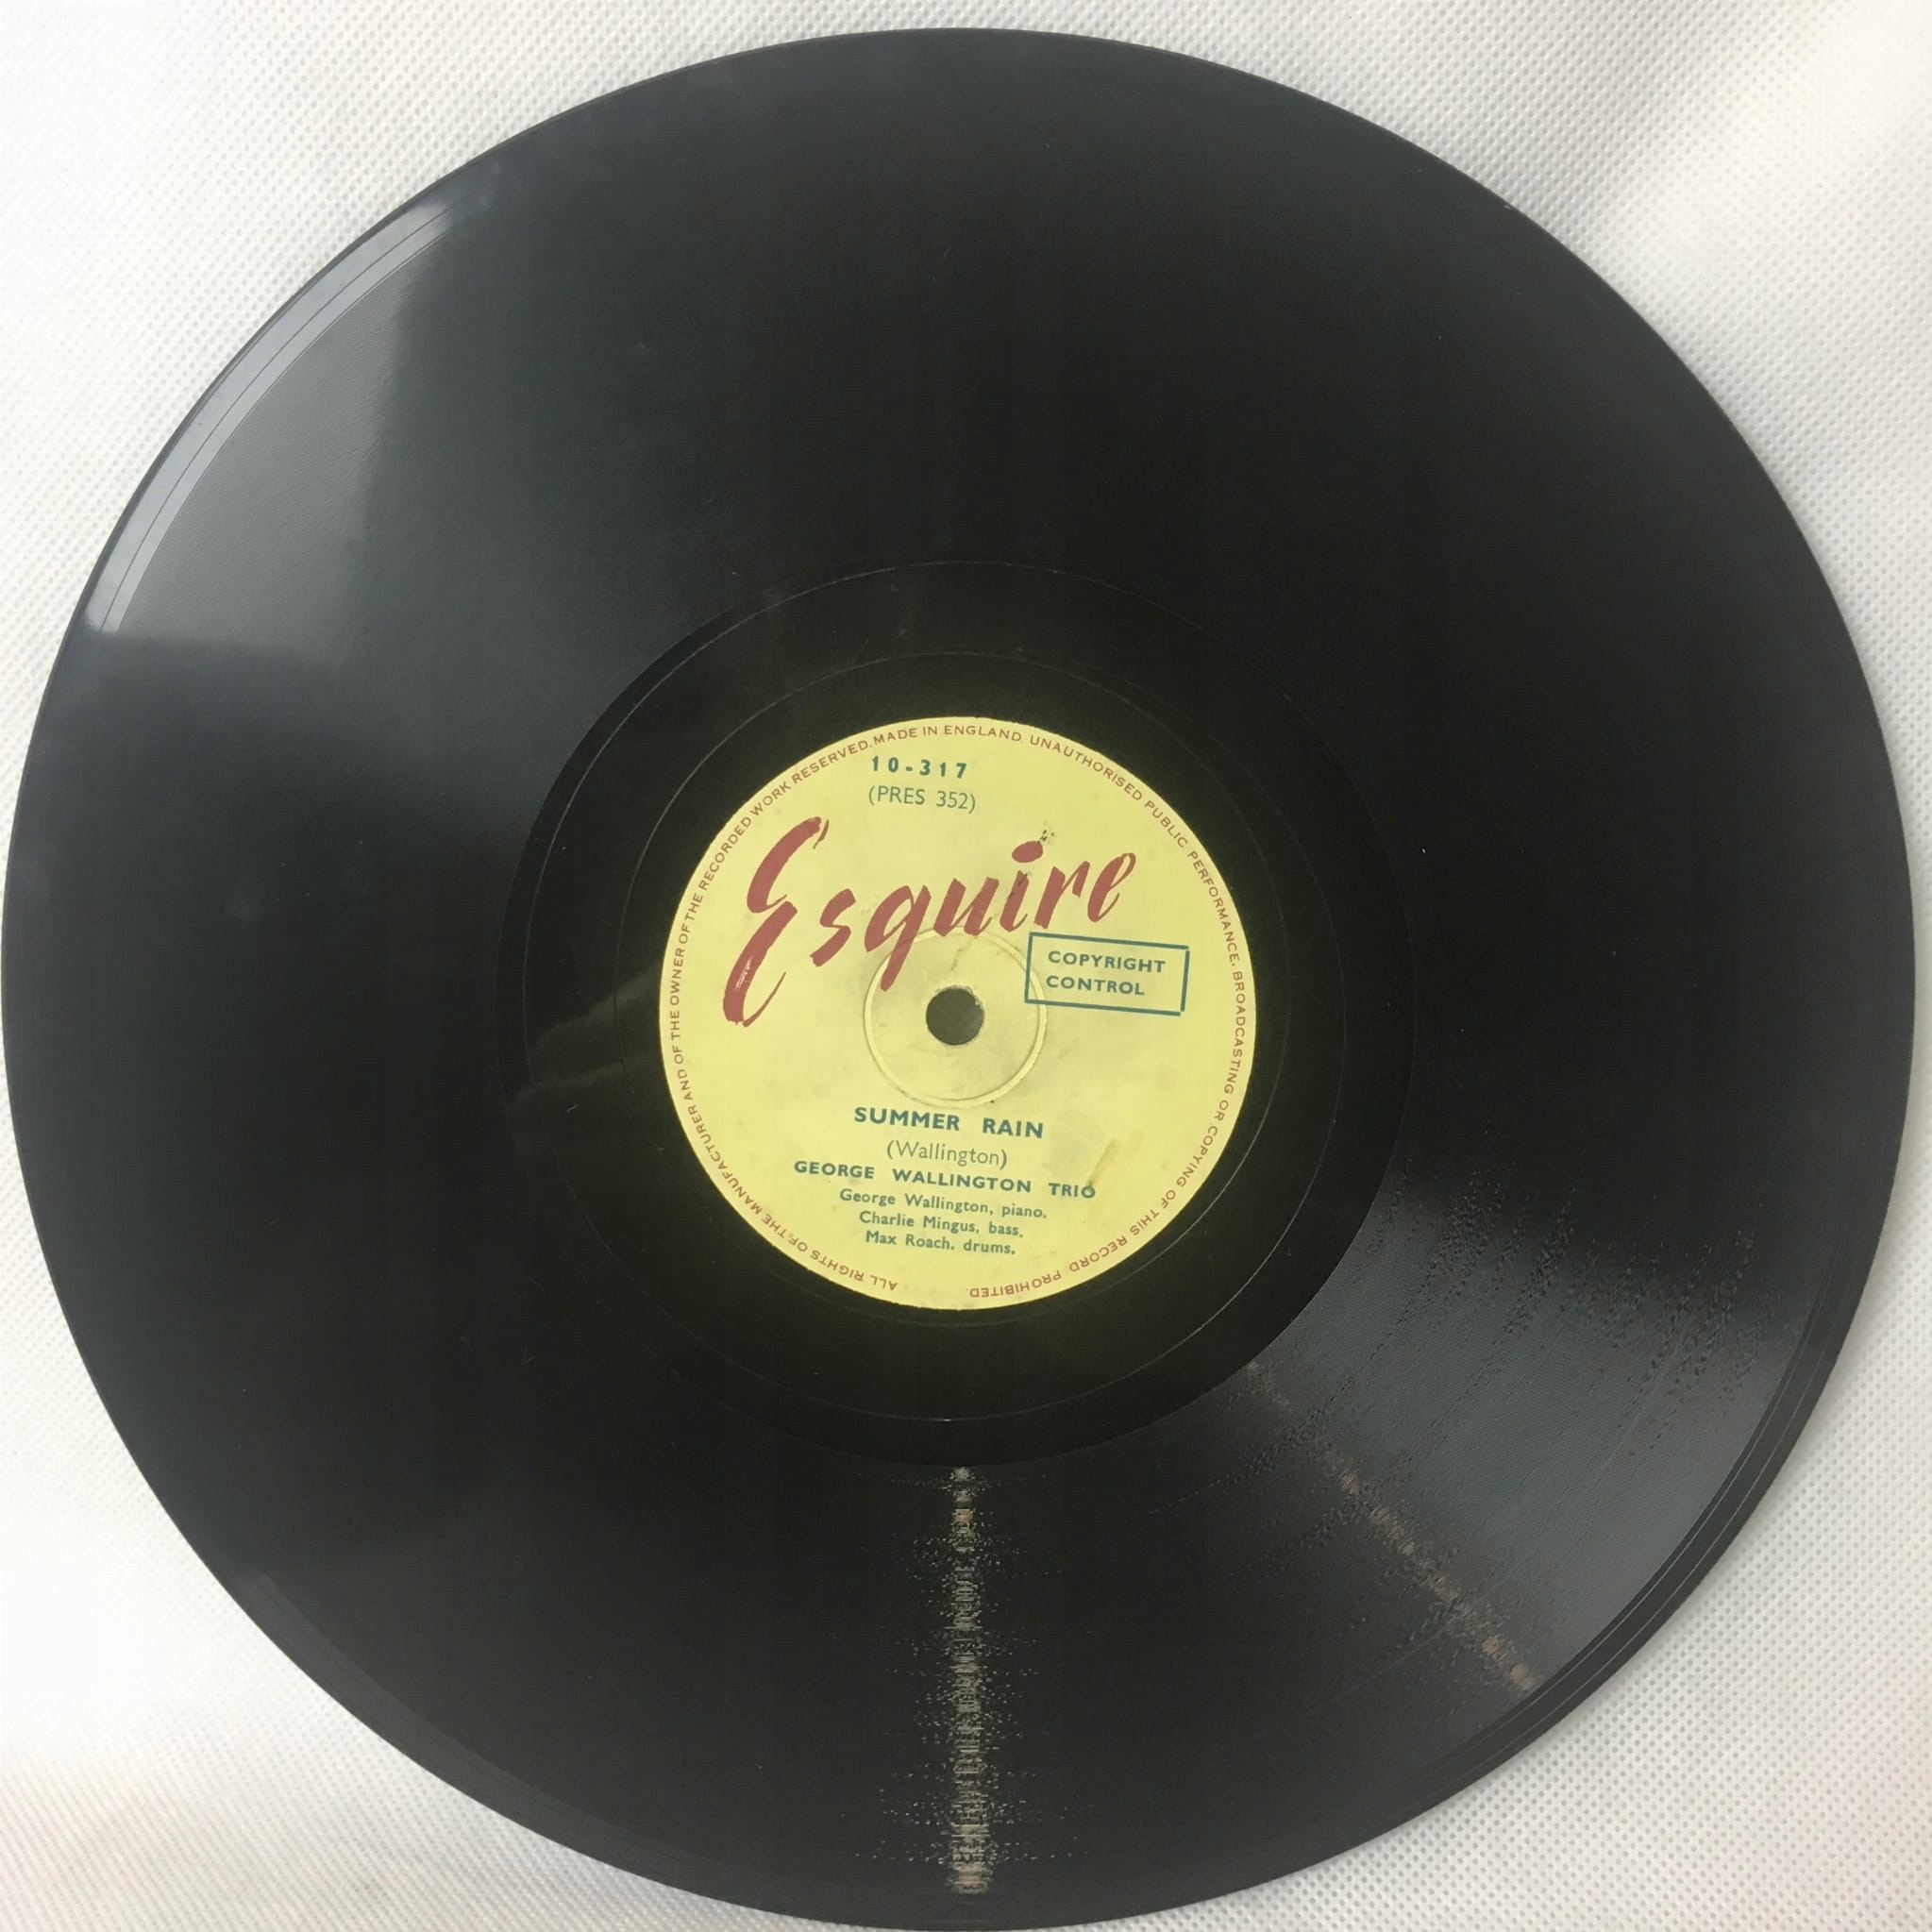 ALL RIGHTS OF THE MANUFACTURER AND OF THE OWNER OF THE RECORDED WORK RESERVED. MADE IN ENGLAND. UNAUTHORISED PUBLIC PERFORMANCE, BROADCASTING OR COPYING OF THIS RECORD PROHIBITED.
10-317
(PRES 352)
Esquire
COPYRIGHT
CONTROL
SUMMER RAIN
(Wallington)
GEORGE WALLINGTON TRIO
George Wallington, piano.
Charlie Mingus, bass.
Max Roach. drums.